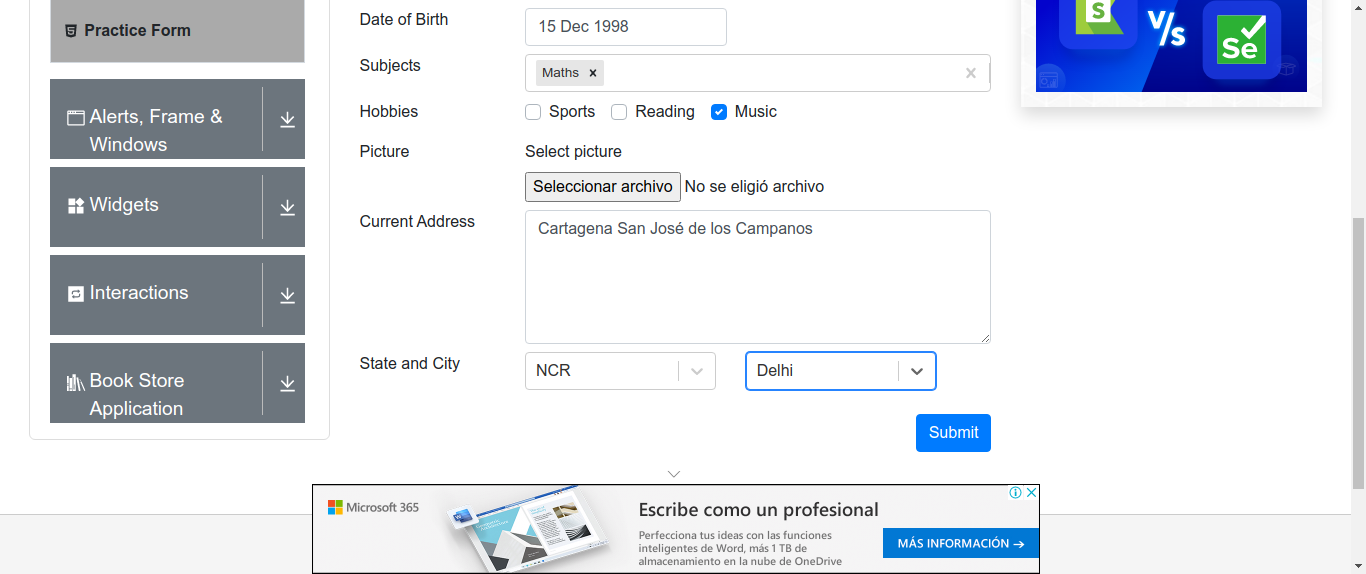 Practice Form
Alerts, Frame &
Windows
Widgets
Interactions
Book Store
Application
Date of Birth
15 Dec 1998
Subjects
Maths
Hobbies
Sports
Reading
Music
Picture
Select picture
Seleccionar archivo No se eligió archivo
Current Address
Cartagena San José de los Campanos
State and City
NCR
Delhi
Submit
S
V/s
Se
Microsoft 365
W
Escribe como un profesional
Perfecciona tus ideas con las funciones
inteligentes de Word, más 1 TB de
almacenamiento en la nube de OneDrive
MÁS INFORMACIÓN →